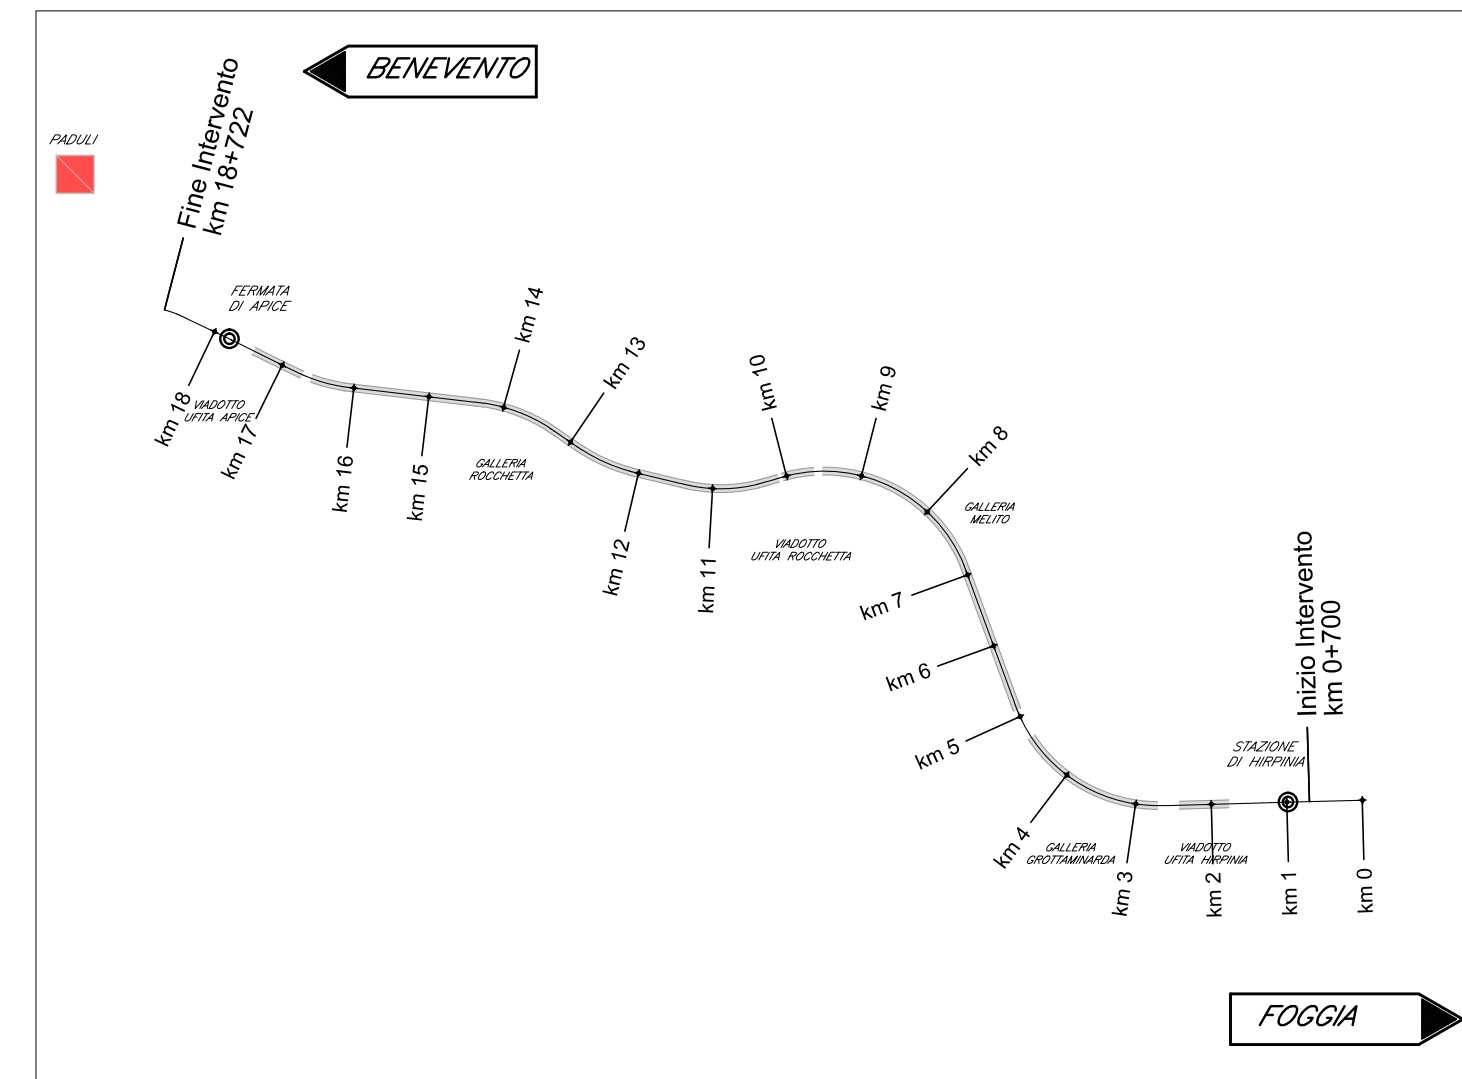 BENEVENTO
PADULI
Fine Intervento
km 18+722
FERMATA
DI APICE
km 18
VIADOTTO
UFITA APICE
km 17
km 16
km 15
GALLERIA
ROCCHETTA
km 14
km 13
km 12
km 11
km 10
VIADOTTO
UFITA ROCCHETTA
km 9
km 8
GALLERIA
MELITO
km 7
km 6
km 5
km 4
GALLERIA
GROTTAMINARDA
km 3
VIADOTTO
UFITA HIRPINIA
km 2
STAZIONE
DI HIRPINIA
km 1
Inizio Intervento
km 0+700
km 0
FOGGIA